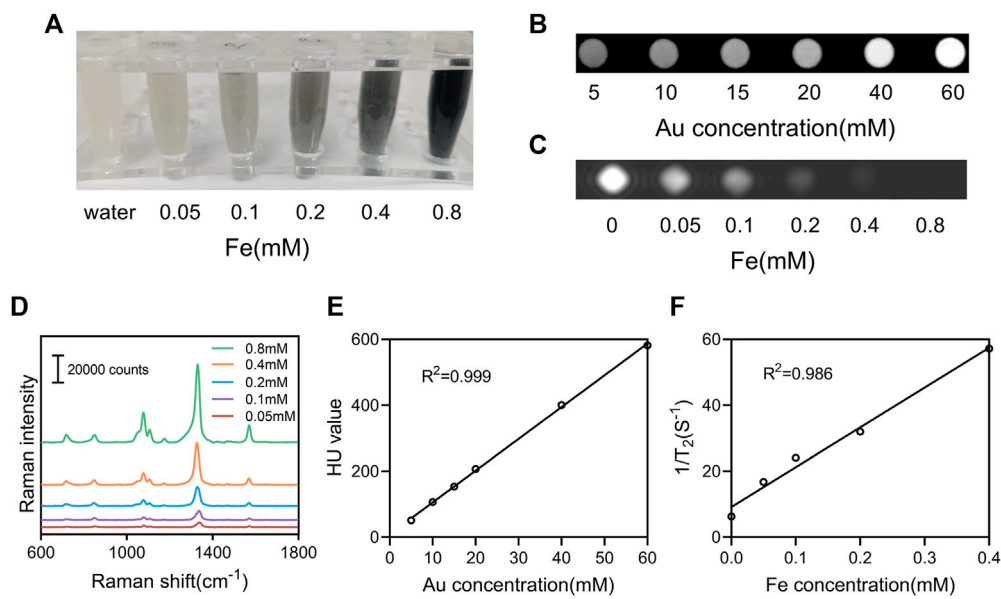 A
water 0.05 0.1 0.2 0.4 0.8
Fe(mM)
B
5 10 15 20 40 60
Au concentration(mM)
C
0 0.05 0.1 0.2 0.4 0.8
Fe(mM)
D
20000 counts
0.8mM
0.4mM
0.2mM
0.1mM
0.05mM
Raman intensity
600 1000 1400 1800
Raman shift(cm⁻¹)
E
R²=0.999
HU value
600
400
200
0
0 10 20 30 40 50 60
Au concentration(mM)
F
R²=0.986
1/T₂(S⁻¹)
60
40
20
0
0.0 0.1 0.2 0.3 0.4
Fe concentration(mM)